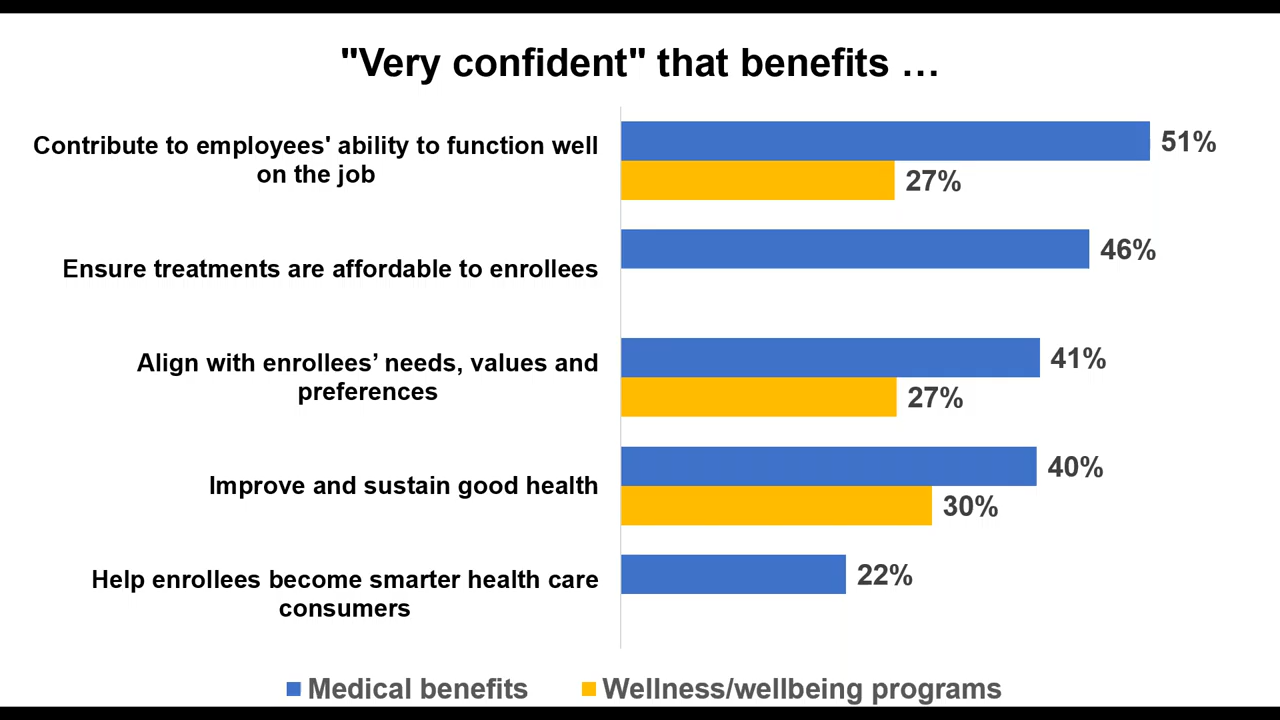 "Very confident" that benefits …
Contribute to employees' ability to function well
on the job
51%
27%
Ensure treatments are affordable to enrollees
46%
Align with enrollees’ needs, values and
preferences
41%
27%
Improve and sustain good health
40%
30%
Help enrollees become smarter health care
consumers
22%
Medical benefits
Wellness/wellbeing programs